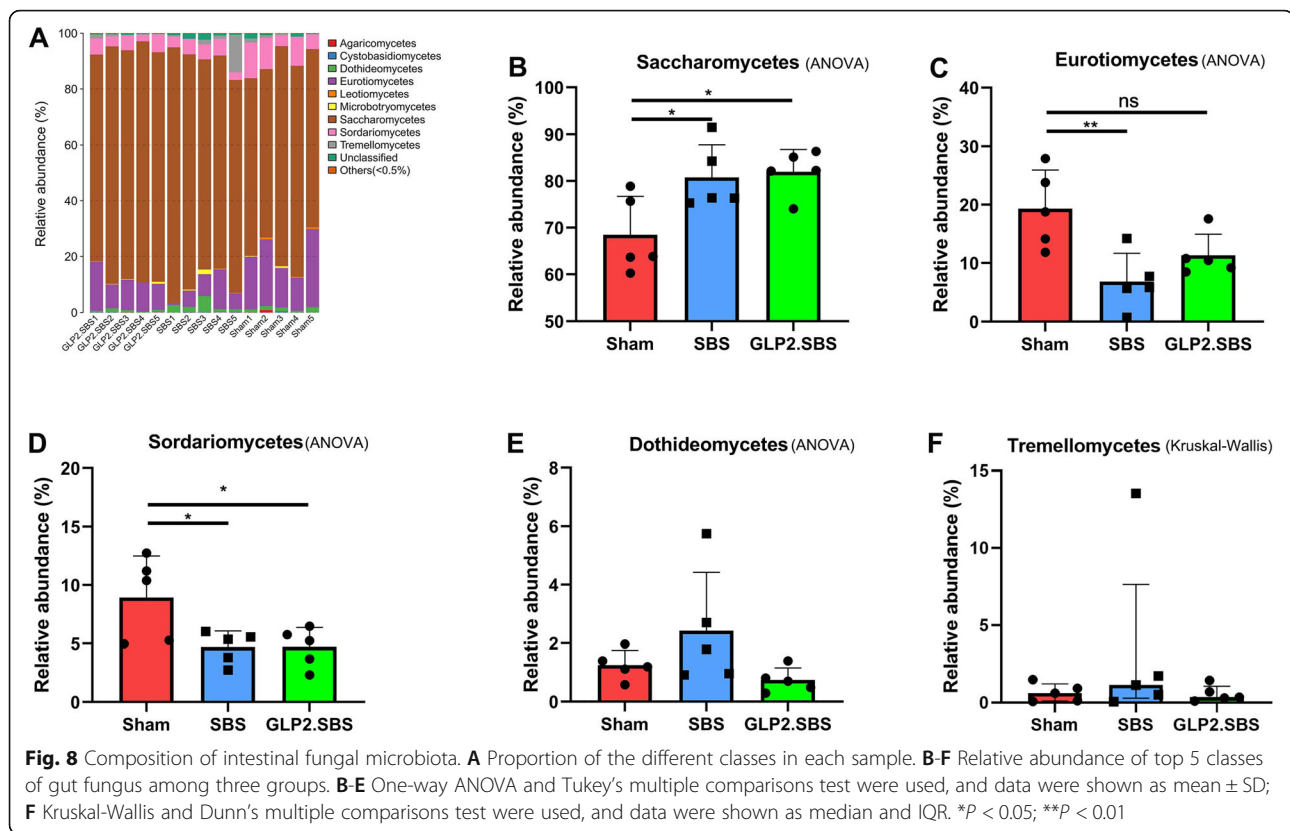 A
Relative abundance (%)
100
80
60
40
20
0
GLP2.SBS1
GLP2.SBS2
GLP2.SBS3
GLP2.SBS4
GLP2.SBS5
SBS1
SBS2
SBS3
SBS4
SBS5
Sham1
Sham2
Sham3
Sham4
Sham5
Agaricomycetes
Cystobasidiomycetes
Dothideomycetes
Eurotiomycetes
Leotiomycetes
Microbotryomycetes
Saccharomycetes
Sordariomycetes
Tremellomycetes
Unclassified
Others(<0.5%)
B
Saccharomycetes (ANOVA)
Relative abundance (%)
100
90
80
70
60
50
*
*
Sham SBS GLP2.SBS
C
Eurotiomycetes (ANOVA)
Relative abundance (%)
40
30
20
10
0
ns
**
Sham SBS GLP2.SBS
D
Sordariomycetes (ANOVA)
Relative abundance (%)
20
15
10
5
0
*
*
Sham SBS GLP2.SBS
E
Dothideomycetes (ANOVA)
Relative abundance (%)
8
6
4
2
0
Sham SBS GLP2.SBS
F
Tremellomycetes (Kruskal-Wallis)
Relative abundance (%)
15
10
5
0
Sham SBS GLP2.SBS
Fig. 8 Composition of intestinal fungal microbiota. A Proportion of the different classes in each sample. B-F Relative abundance of top 5 classes
of gut fungus among three groups. B-E One-way ANOVA and Tukey's multiple comparisons test were used, and data were shown as mean ± SD;
F Kruskal-Wallis and Dunn's multiple comparisons test were used, and data were shown as median and IQR. *P < 0.05; **P < 0.01